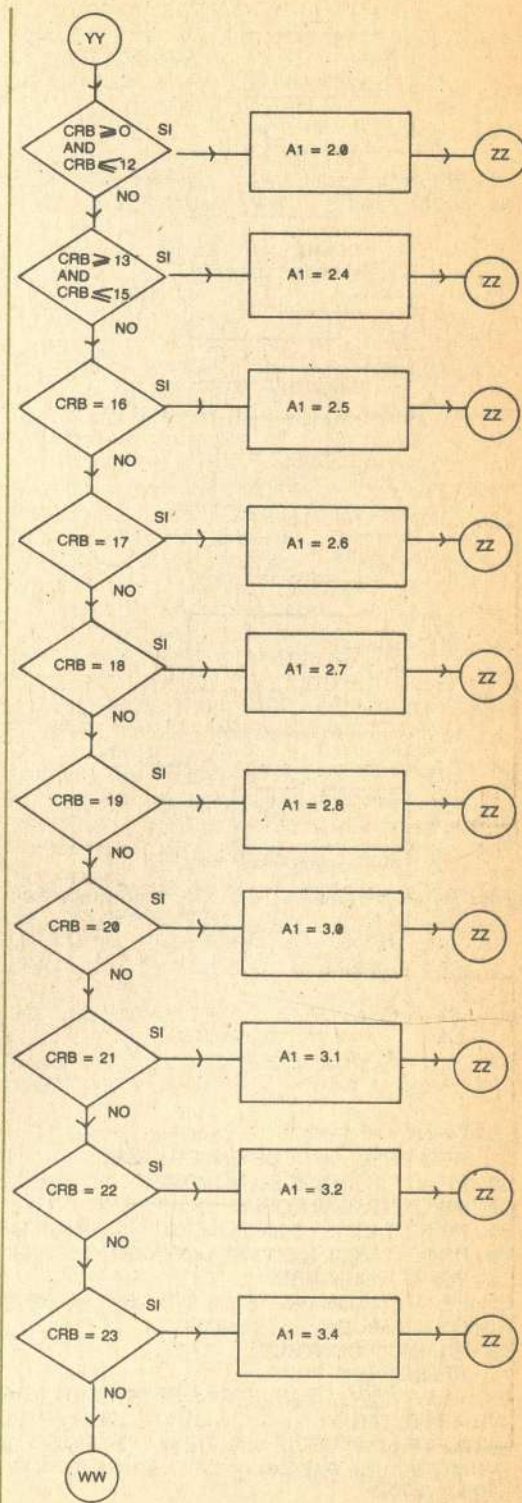 YY
CRB ⩾ 0 SI
AND
CRB ⩽ 12
A1 = 2.0
ZZ
NO
CRB ⩾ 13 SI
AND
CRB ⩽ 15
A1 = 2.4
ZZ
NO
SI
CRB = 16
A1 = 2.5
ZZ
NO
SI
CRB = 17
A1 = 2.6
ZZ
NO
SI
CRB = 18
A1 = 2.7
ZZ
NO
SI
CRB = 19
A1 = 2.8
ZZ
NO
SI
CRB = 20
A1 = 3.0
ZZ
NO
SI
CRB = 21
A1 = 3.1
ZZ
NO
SI
CRB = 22
A1 = 3.2
ZZ
NO
SI
CRB = 23
A1 = 3.4
ZZ
NO
WW